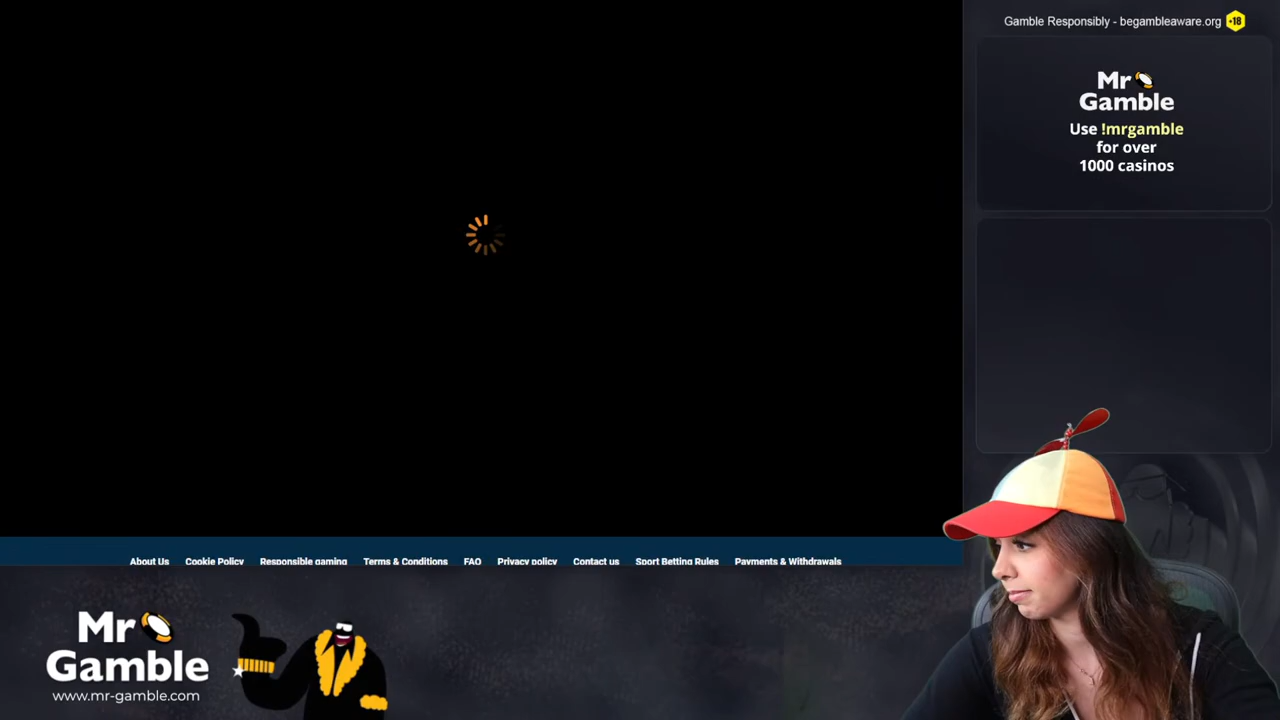 Gamble Responsibly - begambleaware.org +18
Mr
Gamble
Use !mrgamble
for over
1000 casinos
About Us Cookie Policy Responsible gaming Terms & Conditions FAQ Privacy policy Contact us Sport Betting Rules Payments & Withdrawals
Mr
Gamble
www.mr-gamble.com